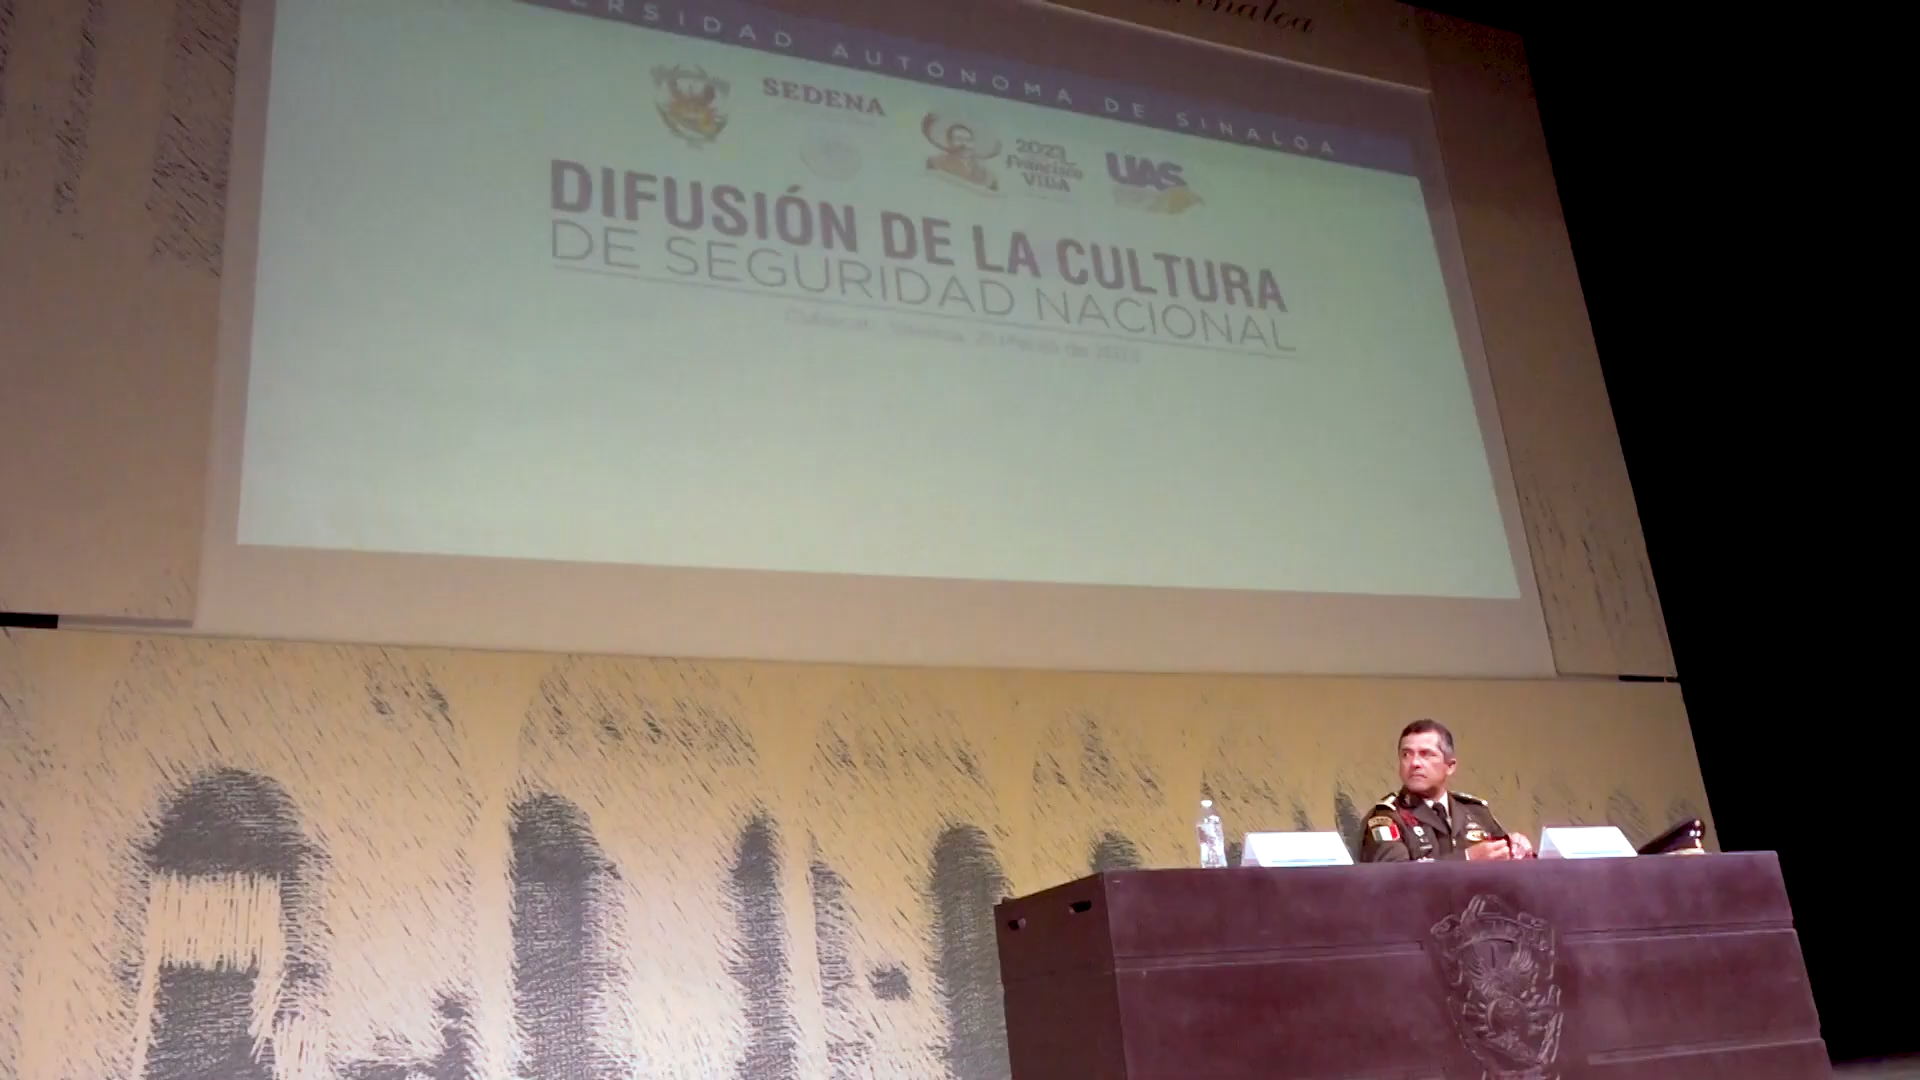 ERSIDAD AUTÓNOMA DE SINALOA
SEDENA
2023
Francisco
VILLA
UAS
DIFUSIÓN DE LA CULTURA
DE SEGURIDAD NACIONAL